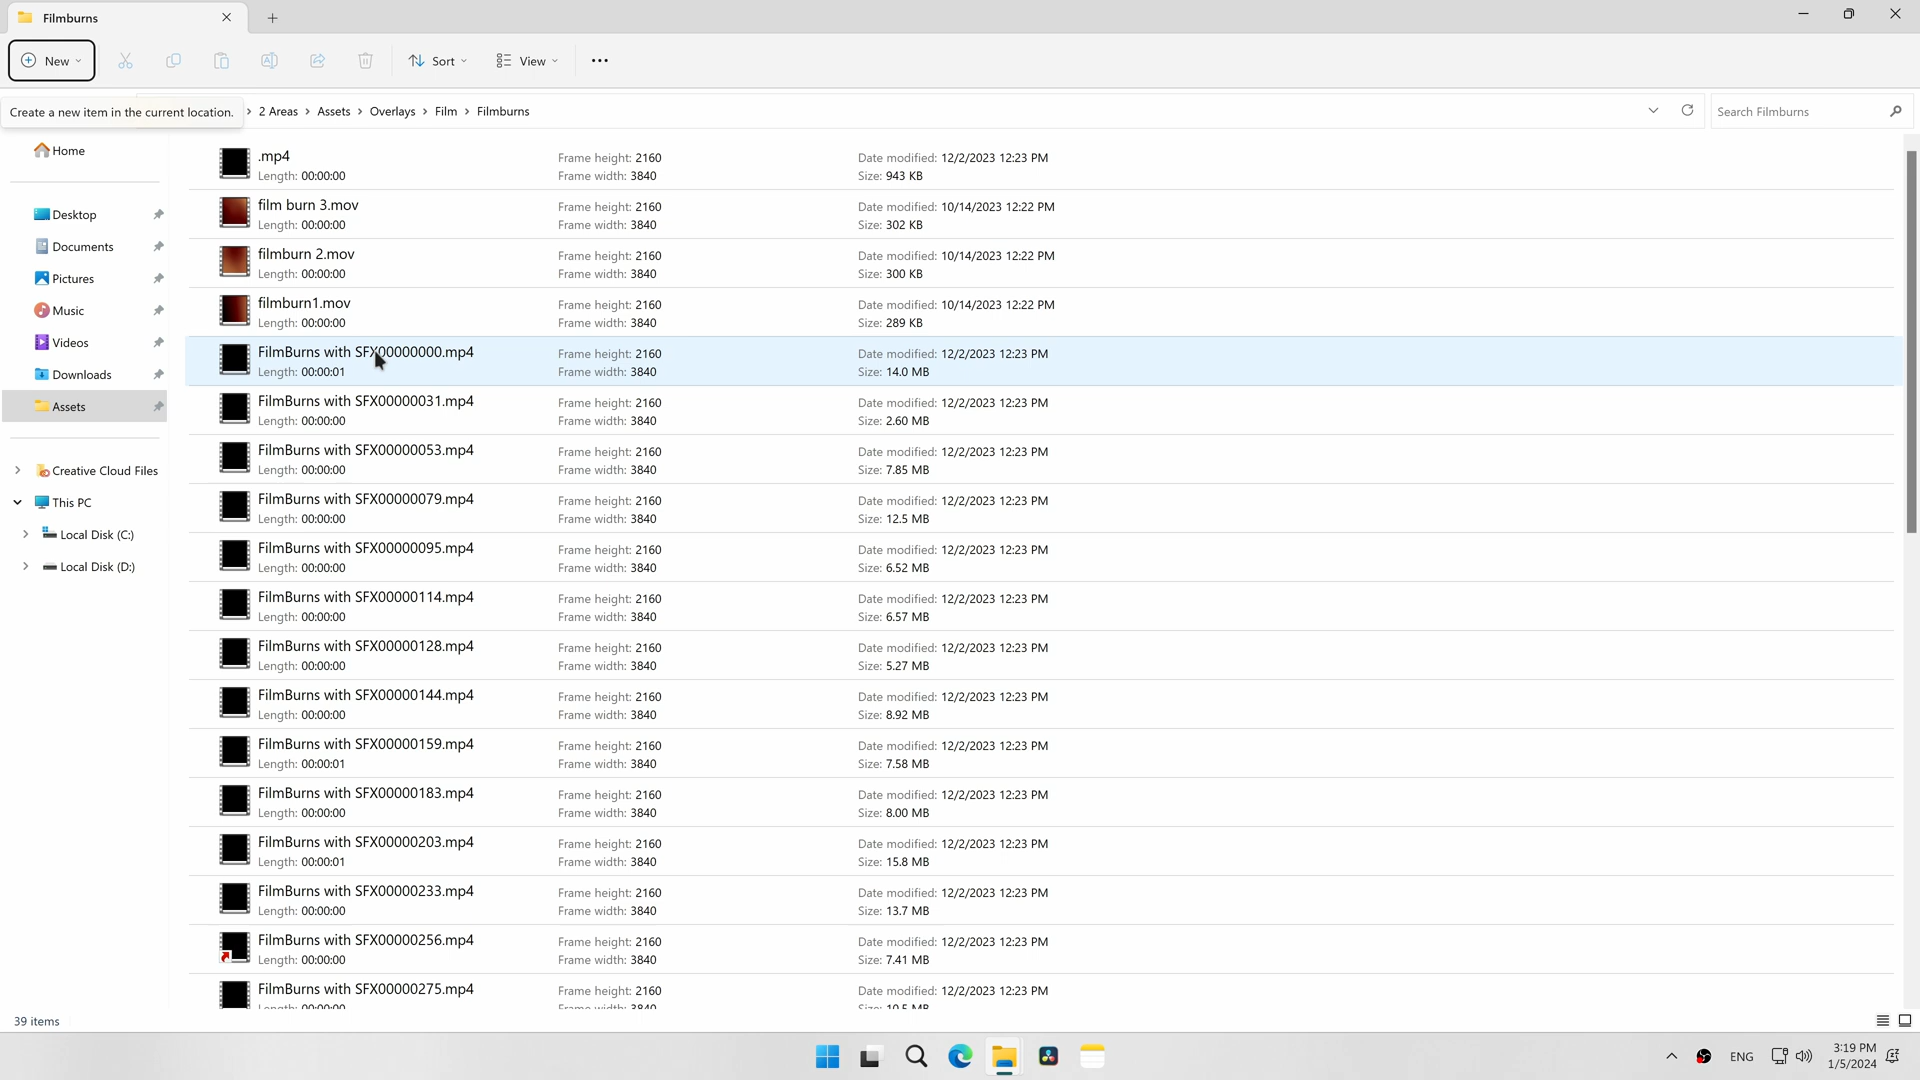 Filmburns
New
Sort
View
Create a new item in the current location.
2 Areas
Assets
Overlays
Film
Filmburns
Search Filmburns
Home
Desktop
Documents
Pictures
Music
Videos
Downloads
Assets
Creative Cloud Files
This PC
Local Disk (C:)
Local Disk (D:)
.mp4
Length: 00:00:00
Frame height: 2160
Frame width: 3840
Date modified: 12/2/2023 12:23 PM
Size: 943 KB
film burn 3.mov
Length: 00:00:00
Frame height: 2160
Frame width: 3840
Date modified: 10/14/2023 12:22 PM
Size: 302 KB
filmburn 2.mov
Length: 00:00:00
Frame height: 2160
Frame width: 3840
Date modified: 10/14/2023 12:22 PM
Size: 300 KB
filmburn1.mov
Length: 00:00:00
Frame height: 2160
Frame width: 3840
Date modified: 10/14/2023 12:22 PM
Size: 289 KB
FilmBurns with SFX00000000.mp4
Length: 00:00:01
Frame height: 2160
Frame width: 3840
Date modified: 12/2/2023 12:23 PM
Size: 14.0 MB
FilmBurns with SFX00000031.mp4
Length: 00:00:00
Frame height: 2160
Frame width: 3840
Date modified: 12/2/2023 12:23 PM
Size: 2.60 MB
FilmBurns with SFX00000053.mp4
Length: 00:00:00
Frame height: 2160
Frame width: 3840
Date modified: 12/2/2023 12:23 PM
Size: 7.85 MB
FilmBurns with SFX00000079.mp4
Length: 00:00:00
Frame height: 2160
Frame width: 3840
Date modified: 12/2/2023 12:23 PM
Size: 12.5 MB
FilmBurns with SFX00000095.mp4
Length: 00:00:00
Frame height: 2160
Frame width: 3840
Date modified: 12/2/2023 12:23 PM
Size: 6.52 MB
FilmBurns with SFX00000114.mp4
Length: 00:00:00
Frame height: 2160
Frame width: 3840
Date modified: 12/2/2023 12:23 PM
Size: 6.57 MB
FilmBurns with SFX00000128.mp4
Length: 00:00:00
Frame height: 2160
Frame width: 3840
Date modified: 12/2/2023 12:23 PM
Size: 5.27 MB
FilmBurns with SFX00000144.mp4
Length: 00:00:00
Frame height: 2160
Frame width: 3840
Date modified: 12/2/2023 12:23 PM
Size: 8.92 MB
FilmBurns with SFX00000159.mp4
Length: 00:00:01
Frame height: 2160
Frame width: 3840
Date modified: 12/2/2023 12:23 PM
Size: 7.58 MB
FilmBurns with SFX00000183.mp4
Length: 00:00:00
Frame height: 2160
Frame width: 3840
Date modified: 12/2/2023 12:23 PM
Size: 8.00 MB
FilmBurns with SFX00000203.mp4
Length: 00:00:01
Frame height: 2160
Frame width: 3840
Date modified: 12/2/2023 12:23 PM
Size: 15.8 MB
FilmBurns with SFX00000233.mp4
Length: 00:00:00
Frame height: 2160
Frame width: 3840
Date modified: 12/2/2023 12:23 PM
Size: 13.7 MB
FilmBurns with SFX00000256.mp4
Length: 00:00:00
Frame height: 2160
Frame width: 3840
Date modified: 12/2/2023 12:23 PM
Size: 7.41 MB
FilmBurns with SFX00000275.mp4
Length: 00:00:00
Frame height: 2160
Frame width: 3840
Date modified: 12/2/2023 12:23 PM
Size: 10.5 MB
39 items
ENG
3:19 PM
1/5/2024